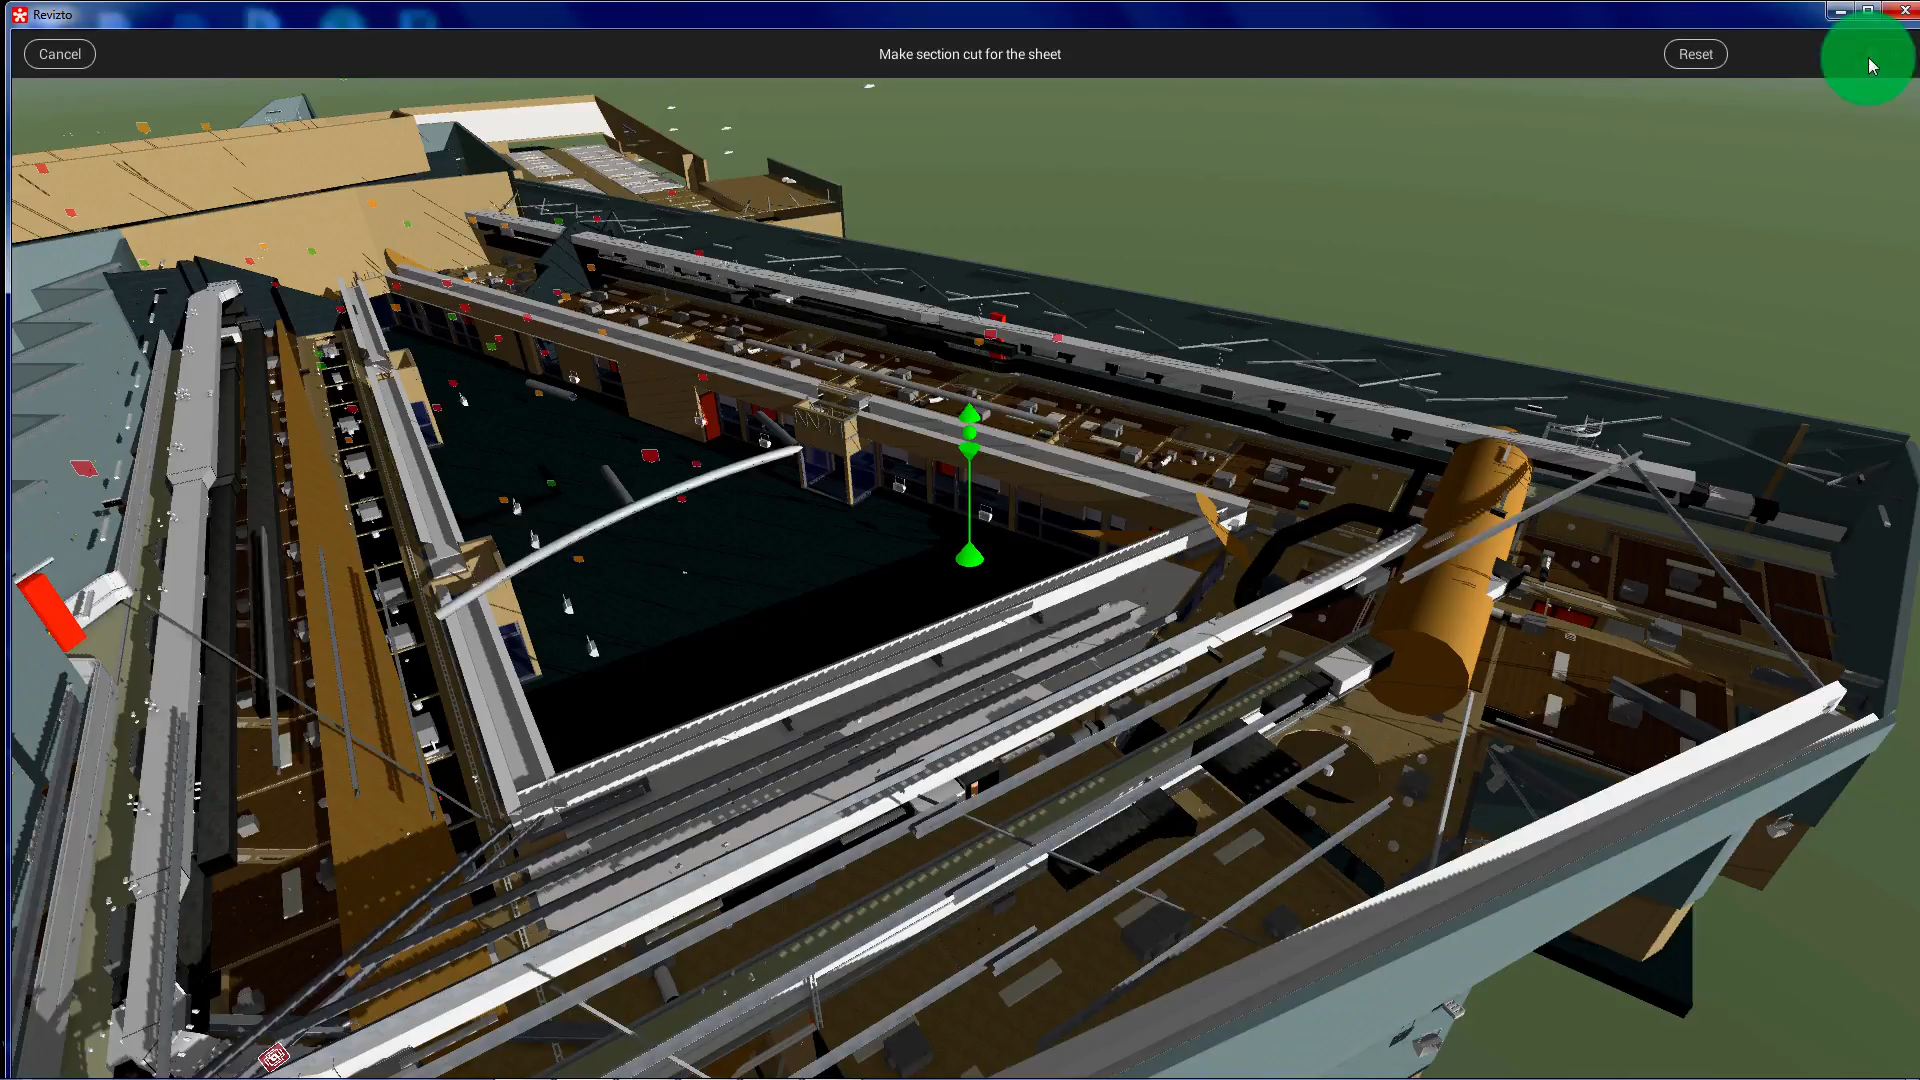 Revizto
Cancel
Make section cut for the sheet
Reset